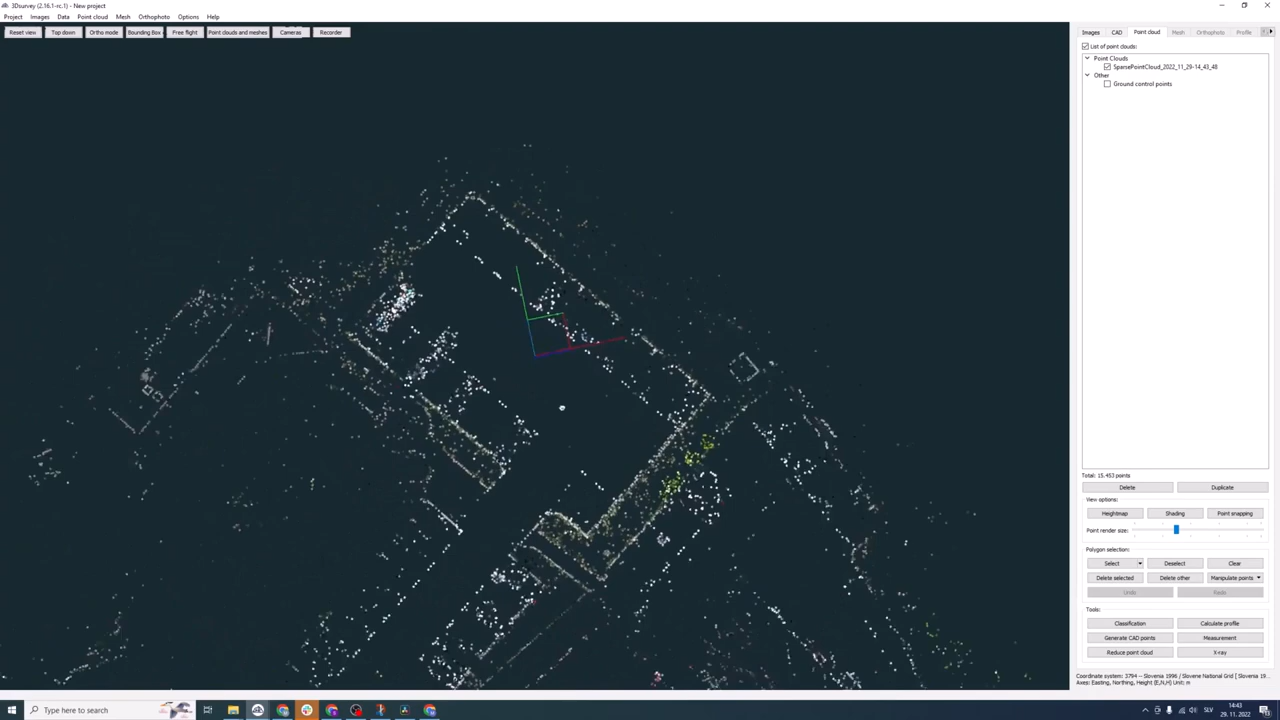 3Dsurvey (2.16.1-rc.1) - New project
Project Images Data Point cloud Mesh Orthophoto Options Help
Reset view Top down Ortho mode Bounding Box Free flight Point clouds and meshes Cameras Recorder
Images CAD Point cloud Mesh Orthophoto Profile
List of point clouds:
Point Clouds
SparsePointCloud_2022_11_29-14_43_48
Other
Ground control points
Total: 15.453 points
Delete Duplicate
View options:
Heightmap Shading Point snapping
Point render size:
Polygon selection:
Select Deselect Clear
Delete selected Delete other Manipulate points
Undo Redo
Tools:
Classification Calculate profile
Generate CAD points Measurement
Reduce point cloud X-ray
Coordinate system: 3794 -- Slovenia 1996 / Slovene National Grid [ Slovenia 19...
Axes: Easting, Northing, Height (E,N,H) Unit: m
Type here to search
SLV
14:43
29. 11. 2022